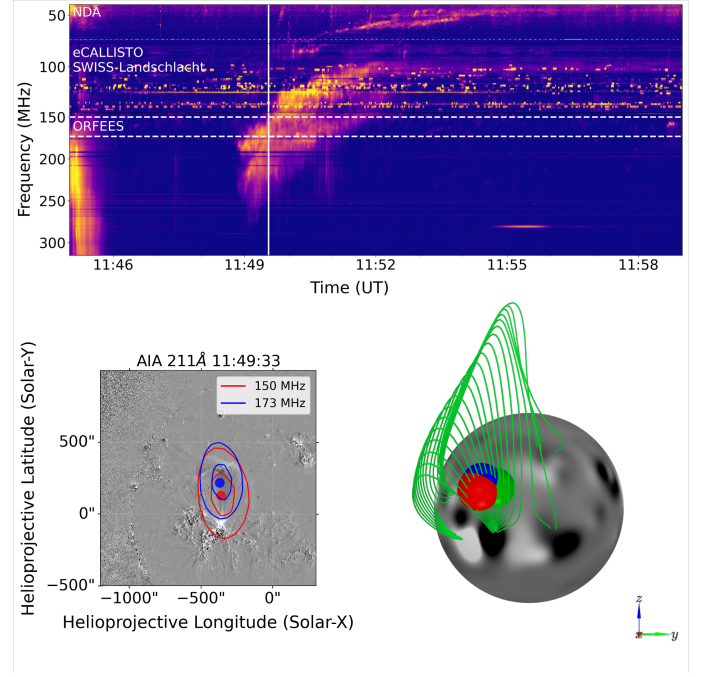 NDA
eCALLISTO
SWISS-Landschlacht
ORFEES
50
100
150
200
250
300
Frequency (MHz)
11:46
11:49
11:52
11:55
11:58
Time (UT)
AIA 211Å 11:49:33
150 MHz
173 MHz
500"
0"
−500"
Helioprojective Latitude (Solar-Y)
−1000"
−500"
0"
Helioprojective Longitude (Solar-X)
z
x
y